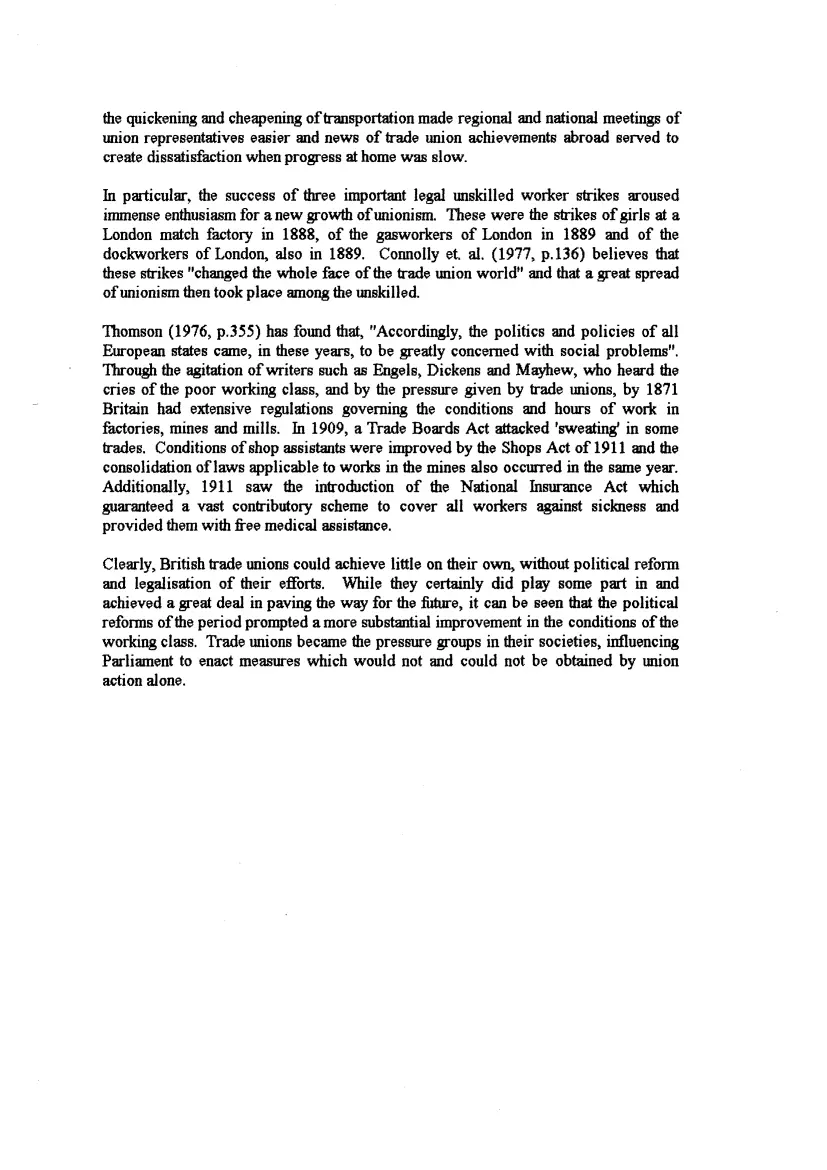 the quickening and cheapening of transportation made regional and national meetings of
union representatives easier and news of trade union achievements abroad served to
create dissatisfaction when progress at home was slow.
In particular, the success of three important legal unskilled worker strikes aroused
immense enthusiasm for a new growth of unionism. These were the strikes of girls at a
London match factory in 1888, of the gasworkers of London in 1889 and of the
dockworkers of London, also in 1889. Connolly et. al. (1977, p.136) believes that
these strikes "changed the whole face of the trade union world" and that a great spread
of unionism then took place among the unskilled.
Thomson (1976, p.355) has found that, "Accordingly, the politics and policies of all
European states came, in these years, to be greatly concerned with social problems".
Through the agitation of writers such as Engels, Dickens and Mayhew, who heard the
cries of the poor working class, and by the pressure given by trade unions, by 1871
Britain had extensive regulations governing the conditions and hours of work in
factories, mines and mills. In 1909, a Trade Boards Act attacked 'sweating' in some
trades. Conditions of shop assistants were improved by the Shops Act of 1911 and the
consolidation of laws applicable to works in the mines also occurred in the same year.
Additionally, 1911 saw the introduction of the National Insurance Act which
guaranteed a vast contributory scheme to cover all workers against sickness and
provided them with free medical assistance.
Clearly, British trade unions could achieve little on their own, without political reform
and legalisation of their efforts. While they certainly did play some part in and
achieved a great deal in paving the way for the future, it can be seen that the political
reforms of the period prompted a more substantial improvement in the conditions of the
working class. Trade unions became the pressure groups in their societies, influencing
Parliament to enact measures which would not and could not be obtained by union
action alone.